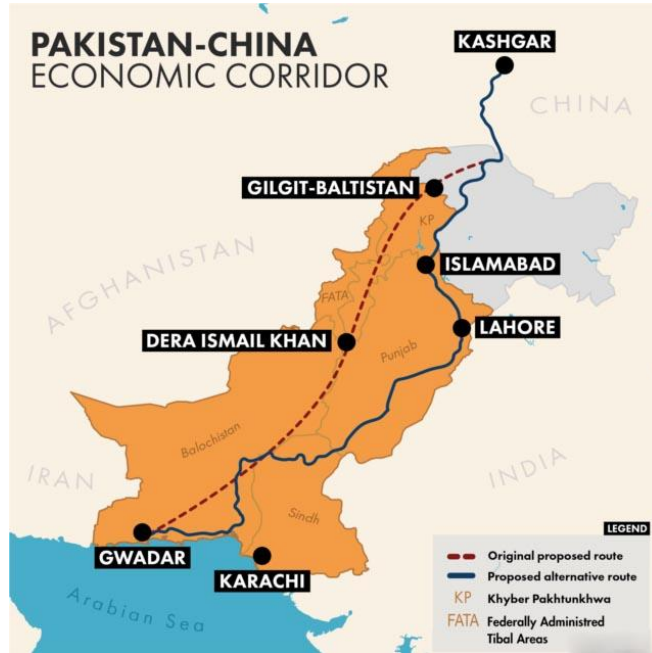 PAKISTAN-CHINA
ECONOMIC CORRIDOR
KASHGAR
CHINA
GILGIT-BALTISTAN
KP
AFGHANISTAN
ISLAMABAD
FATA
LAHORE
DERA ISMAIL KHAN
Punjab
Balochistan
IRAN
INDIA
Sindh
GWADAR
KARACHI
Arabian Sea
LEGEND
Original proposed route
Proposed alternative route
KP Khyber Pakhtunkhwa
FATA Federally Administred
Tibal Areas